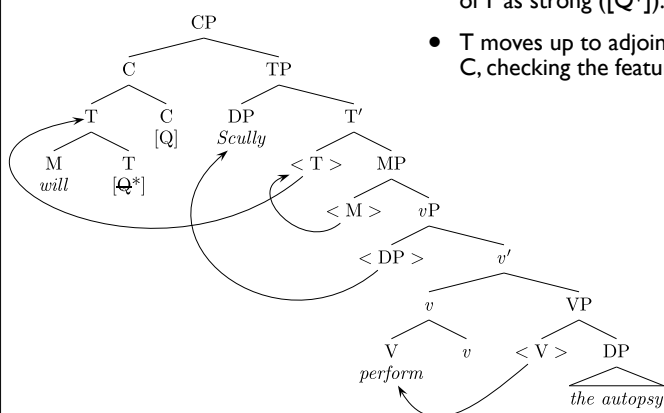 of T as strong ([Q*]).
• T moves up to adjoin
C, checking the featu
CP
C TP
T C DP T′
[Q] Scully
M T < T > MP
will [Q*]
< M > vP
< DP > v′
v VP
V v < V > DP
perform
the autopsy